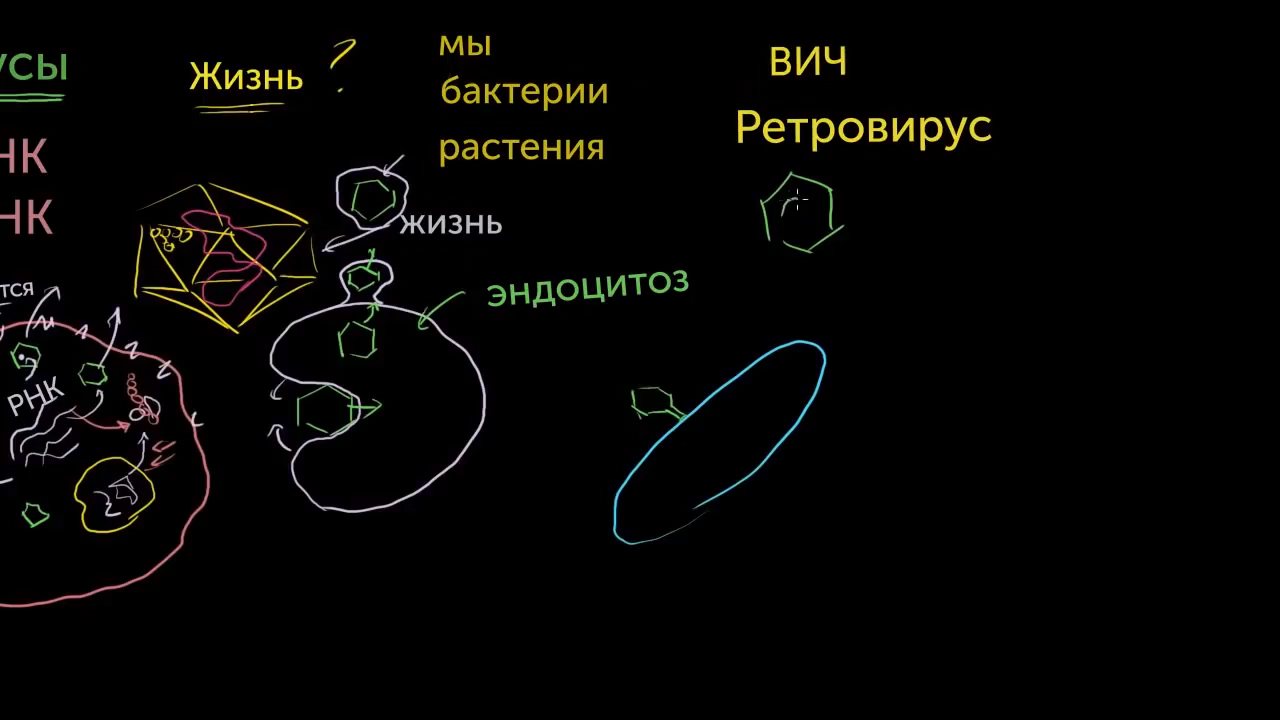 УСЫ
НК
НК
тся
РНК
Жизнь ?
мы
бактерии
растения
жизнь
эндоцитоз
ВИЧ
Ретровирус